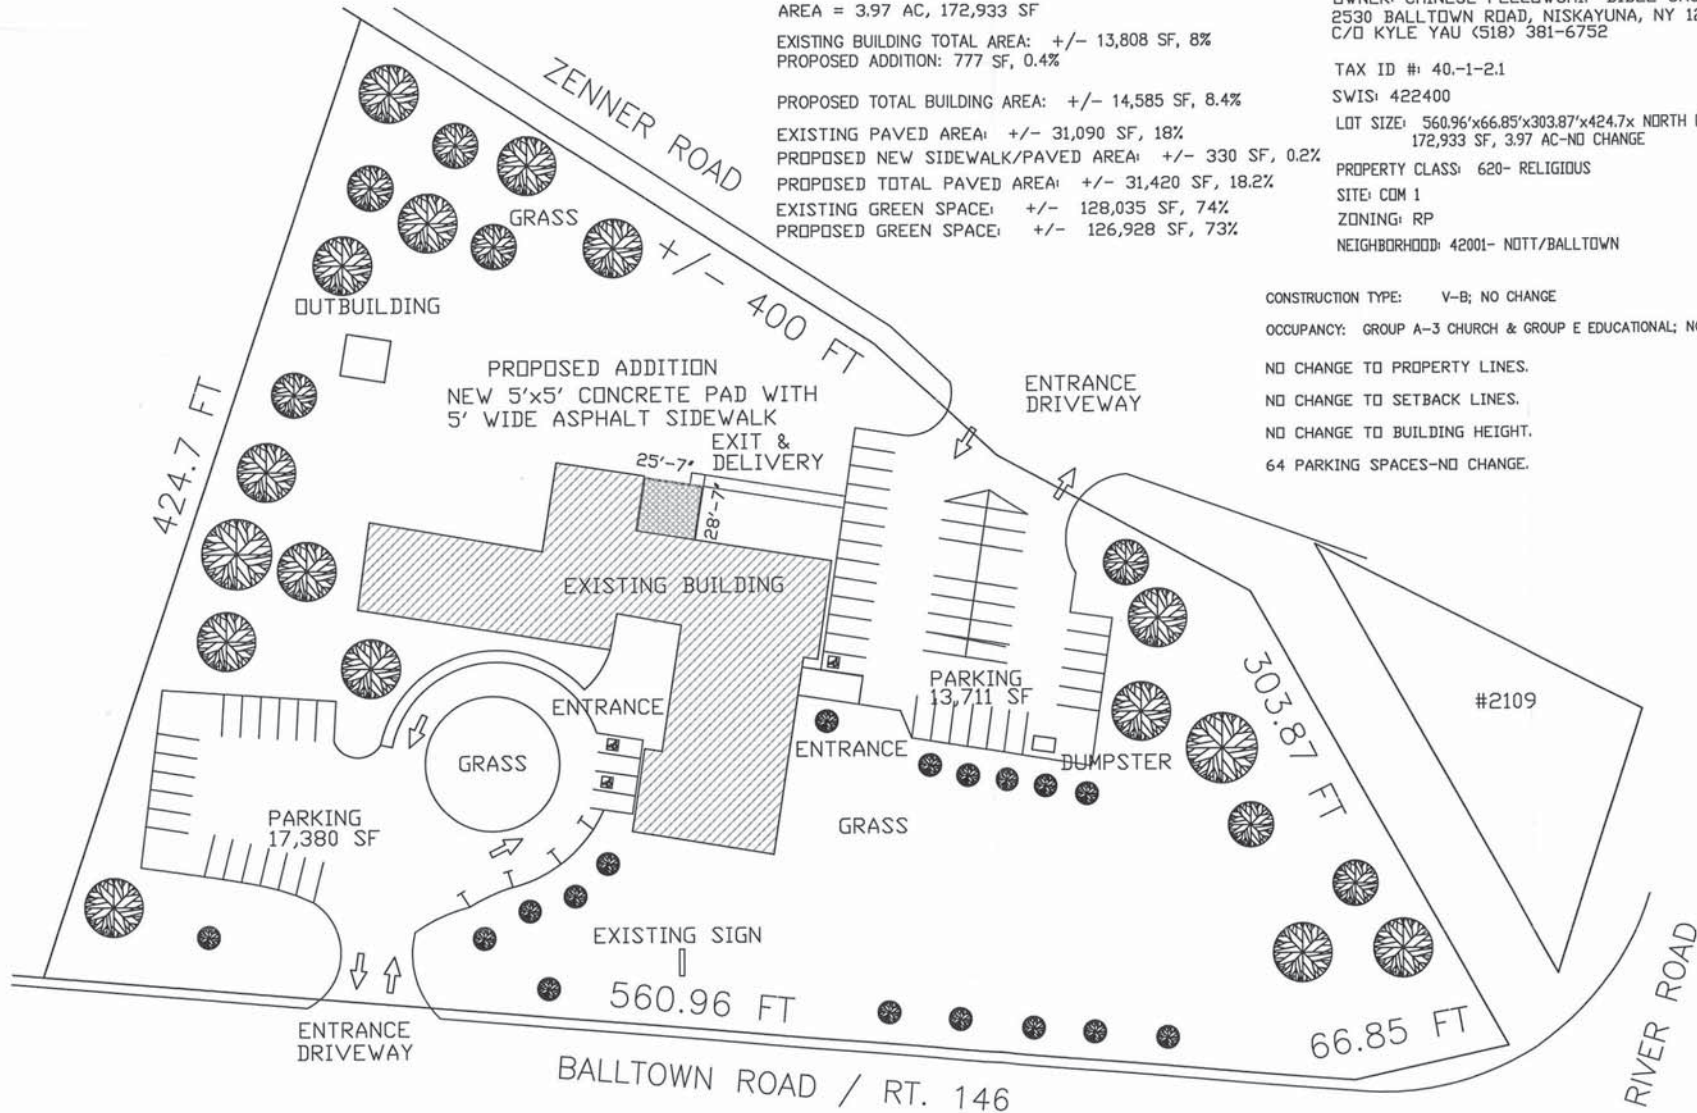 AREA = 3.97 AC, 172,933 SF
EXISTING BUILDING TOTAL AREA: +/- 13,808 SF, 8%
PROPOSED ADDITION: 777 SF, 0.4%
PROPOSED TOTAL BUILDING AREA: +/- 14,585 SF, 8.4%
EXISTING PAVED AREA: +/- 31,090 SF, 18%
PROPOSED NEW SIDEWALK/PAVED AREA: +/- 330 SF, 0.2%
PROPOSED TOTAL PAVED AREA: +/- 31,420 SF, 18.2%
EXISTING GREEN SPACE: +/- 128,035 SF, 74%
PROPOSED GREEN SPACE: +/- 126,928 SF, 73%
OWNER: CHINESE FELLOWSHIP BIBLE
2530 BALLTOWN ROAD, NISKAYUNA, NY
C/O KYLE YAU (518) 381-6752
TAX ID #: 40.-1-2.1
SWIS: 422400
LOT SIZE: 560.96'x66.85'x303.87'x424.7x NORTH
172,933 SF, 3.97 AC-NO CHANGE
PROPERTY CLASS: 620- RELIGIOUS
SITE: COM 1
ZONING: RP
NEIGHBORHOOD: 42001- NOTT/BALLTOWN
CONSTRUCTION TYPE: V-B; NO CHANGE
OCCUPANCY: GROUP A-3 CHURCH & GROUP E EDUCATIONAL;
NO CHANGE TO PROPERTY LINES.
NO CHANGE TO SETBACK LINES.
NO CHANGE TO BUILDING HEIGHT.
64 PARKING SPACES-NO CHANGE.
ZENNER ROAD
GRASS
+/- 400 FT
OUTBUILDING
424.7 FT
PROPOSED ADDITION
NEW 5'x5' CONCRETE PAD WITH
5' WIDE ASPHALT SIDEWALK
EXIT &
DELIVERY
25'-7"
28'-7"
ENTRANCE
DRIVEWAY
EXISTING BUILDING
PARKING
13,711 SF
303.87 FT
#2109
ENTRANCE
ENTRANCE
DUMPSTER
GRASS
PARKING
17,380 SF
GRASS
EXISTING SIGN
560.96 FT
66.85 FT
ENTRANCE
DRIVEWAY
BALLTOWN ROAD / RT. 146
RIVER ROAD